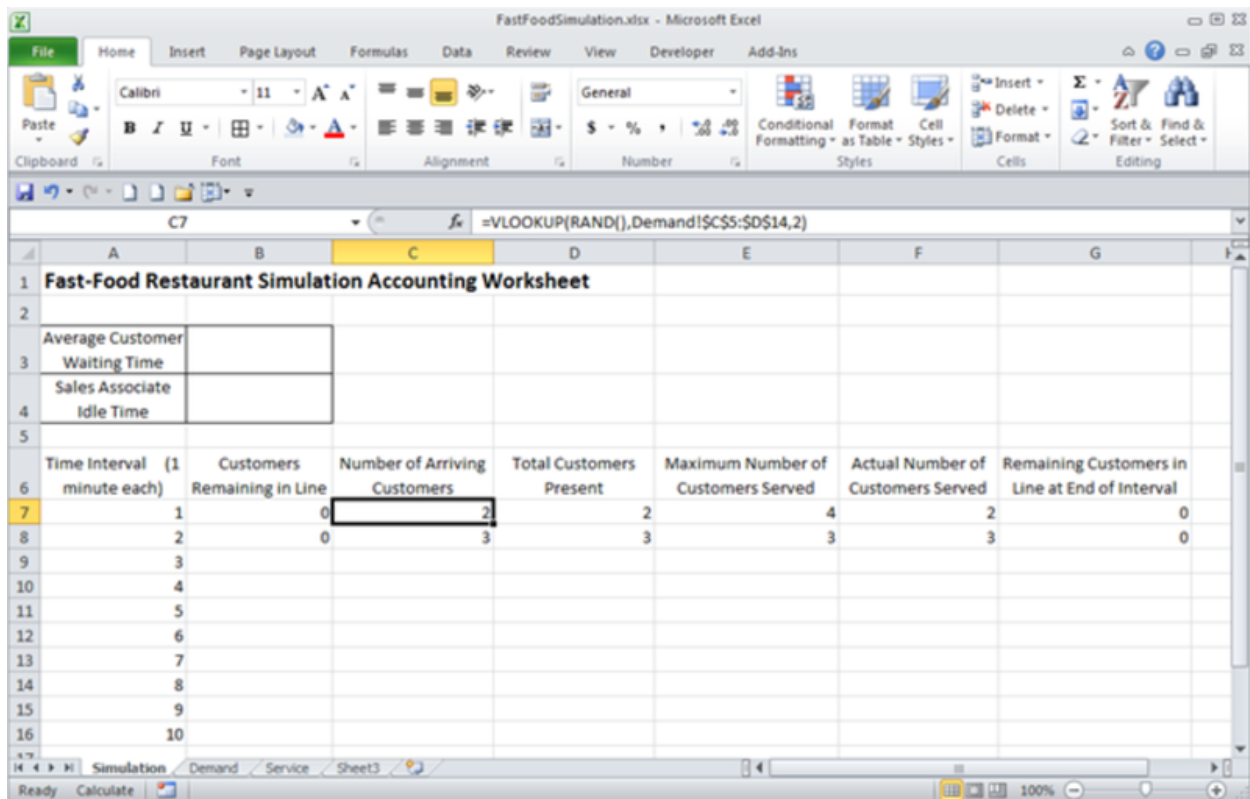 FastFoodSimulation.xlsx - Microsoft Excel
File Home Insert Page Layout Formulas Data Review View Developer Add-Ins
Calibri 11 A A General Insert
Paste B I U $ % , Conditional Format Cell Delete Sort & Find &
Formatting as Table Styles Format Filter Select
Clipboard Font Alignment Number Styles Cells Editing
C7 fx =VLOOKUP(RAND(),Demand!$C$5:$D$14,2)
A B C D E F G
1 Fast-Food Restaurant Simulation Accounting Worksheet
2
Average Customer
3 Waiting Time
Sales Associate
4 Idle Time
5
Time Interval (1 Customers Number of Arriving Total Customers Maximum Number of Actual Number of Remaining Customers in
6 minute each) Remaining in Line Customers Present Customers Served Customers Served Line at End of Interval
7 1 0 2 2 4 2 0
8 2 0 3 3 3 3 0
9 3
10 4
11 5
12 6
13 7
14 8
15 9
16 10
Simulation Demand Service Sheet3
Ready Calculate 100%